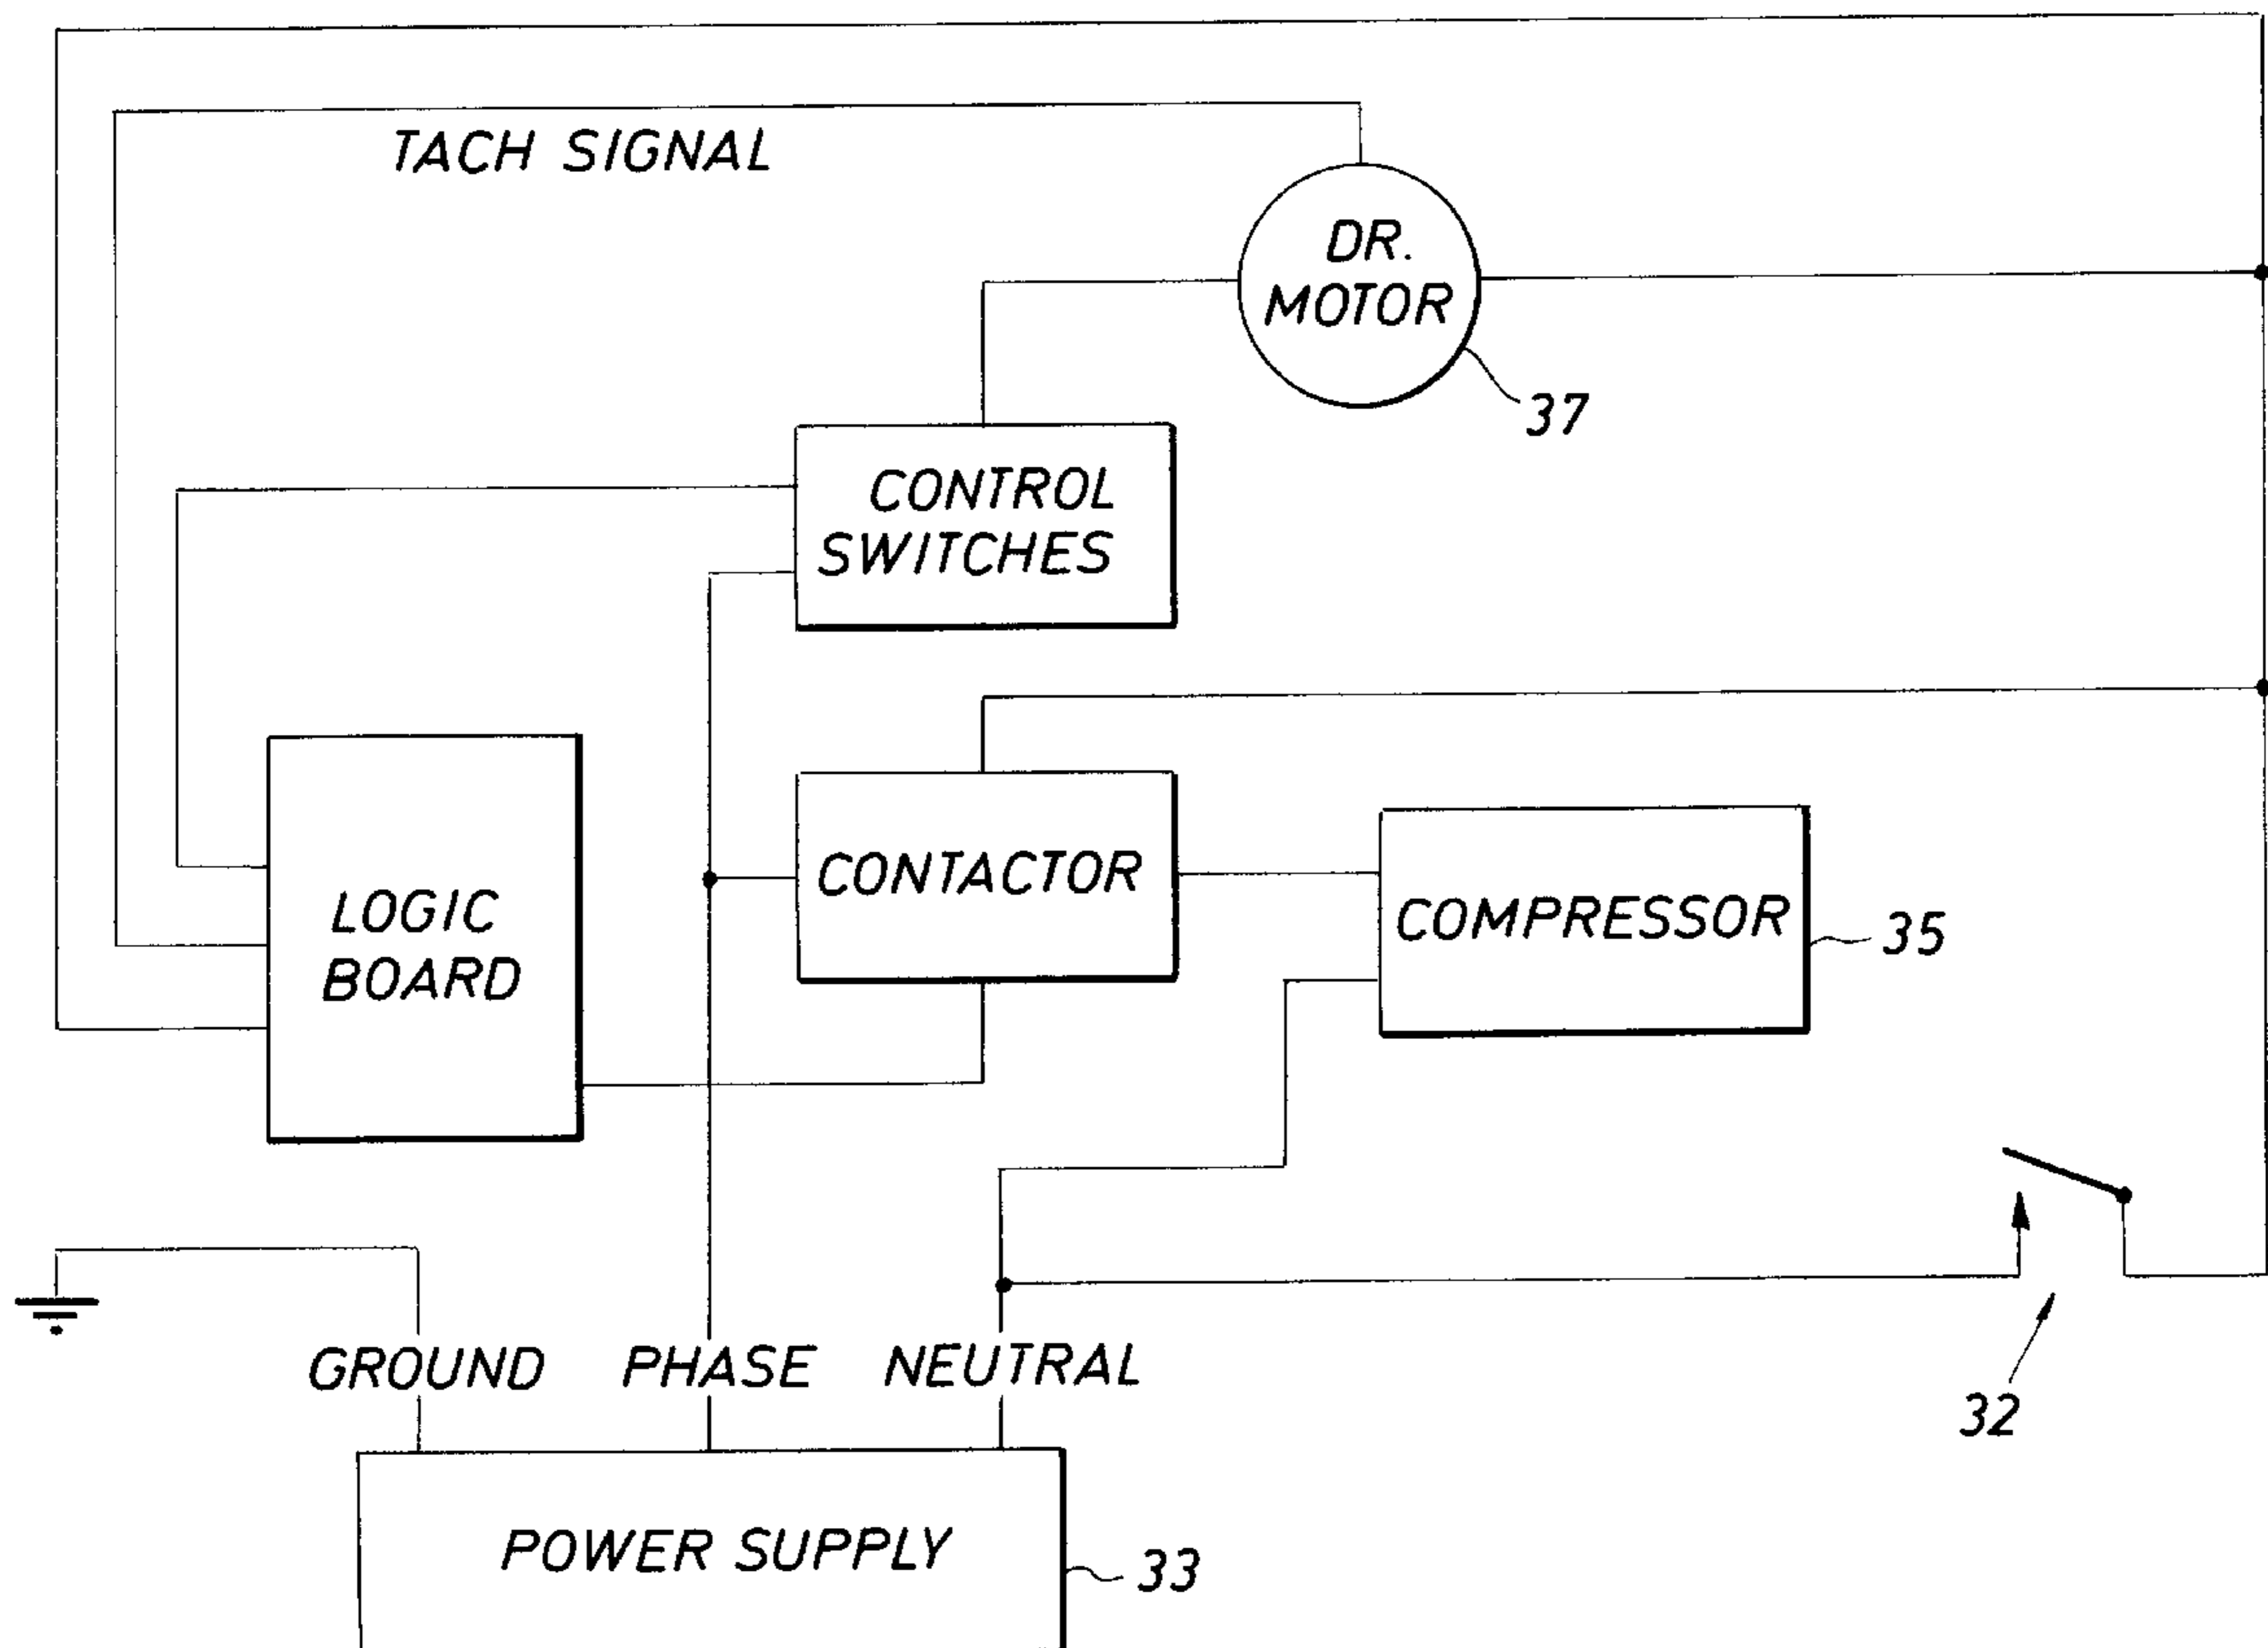 TACH SIGNAL
DR.
MOTOR
37
CONTROL
SWITCHES
LOGIC
BOARD
CONTACTOR
COMPRESSOR
35
GROUND
PHASE
NEUTRAL
32
POWER SUPPLY
33